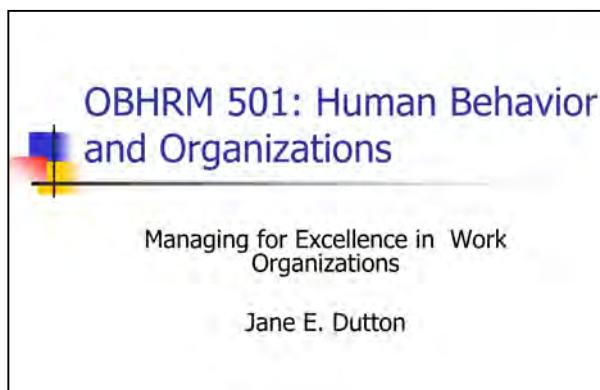 OBHRM 501: Human Behavior
and Organizations
Managing for Excellence in Work
Organizations
Jane E. Dutton